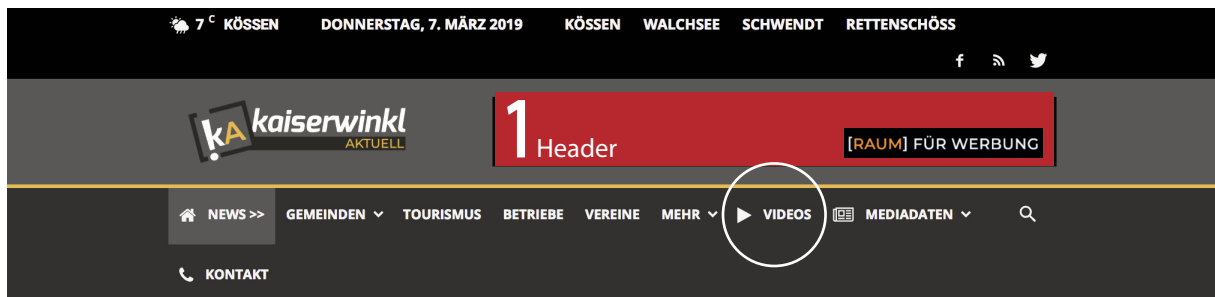 7 C KÖSSEN DONNERSTAG, 7. MÄRZ 2019 KÖSSEN WALCHSEE SCHWENDT RETTENSCHÖSS
kA kaiserwinkl
AKTUELL
1 Header
[RAUM] FÜR WERBUNG
NEWS >> GEMEINDEN TOURISMUS BETRIEBE VEREINE MEHR VIDEOS MEDIADATEN
KONTAKT